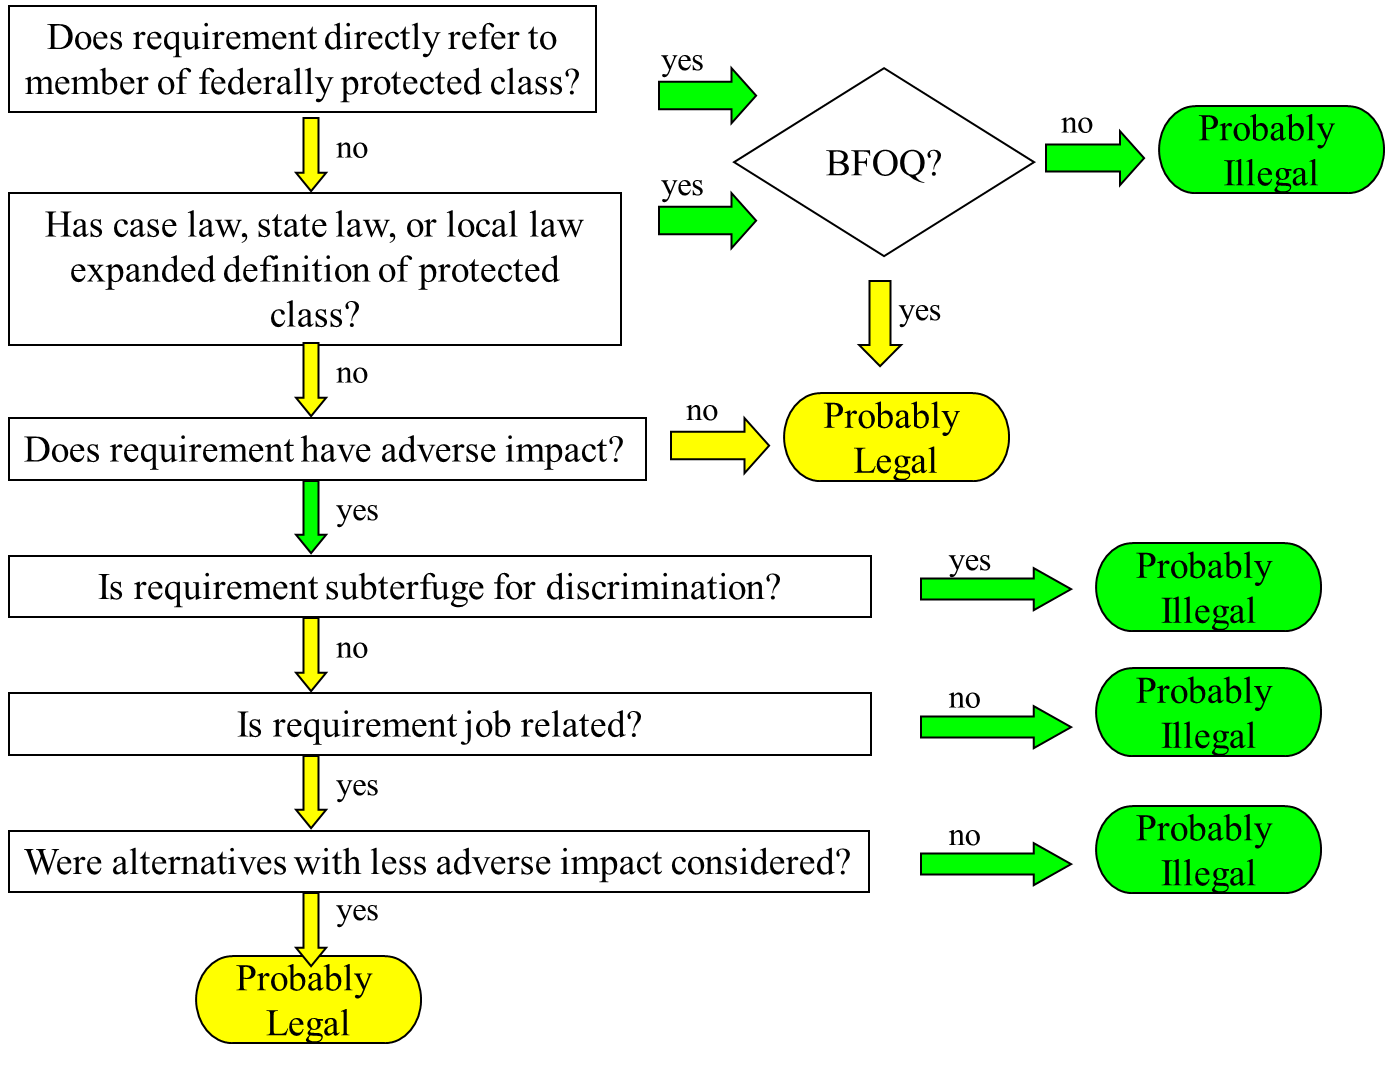 Does requirement directly refer to
member of federally protected class?
yes
BFOQ?
no
Probably
Illegal
no
yes
Has case law, state law, or local law
expanded definition of protected
class?
yes
no
Does requirement have adverse impact?
no
Probably
Legal
yes
Is requirement subterfuge for discrimination?
yes
Probably
Illegal
no
Is requirement job related?
no
Probably
Illegal
yes
Were alternatives with less adverse impact considered?
no
Probably
Illegal
yes
Probably
Legal